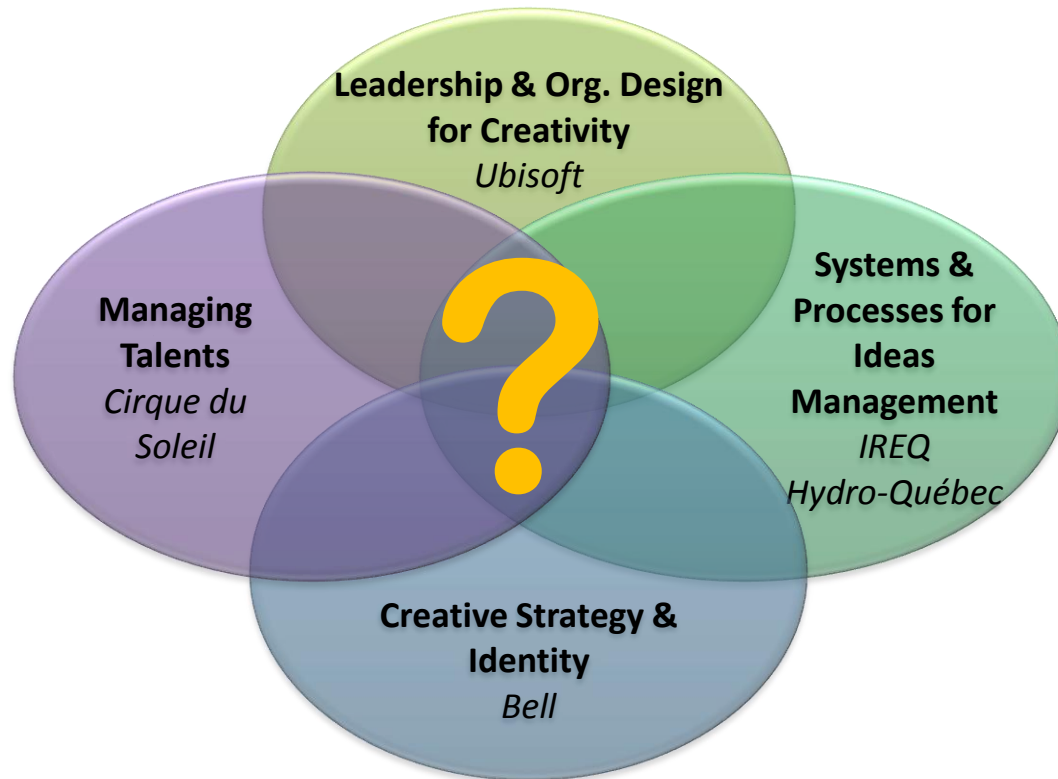 Leadership & Org. Design
for Creativity
Ubisoft
Managing
Talents
Cirque du
Soleil
?
Systems &
Processes for
Ideas
Management
IREQ
Hydro-Québec
Creative Strategy &
Identity
Bell